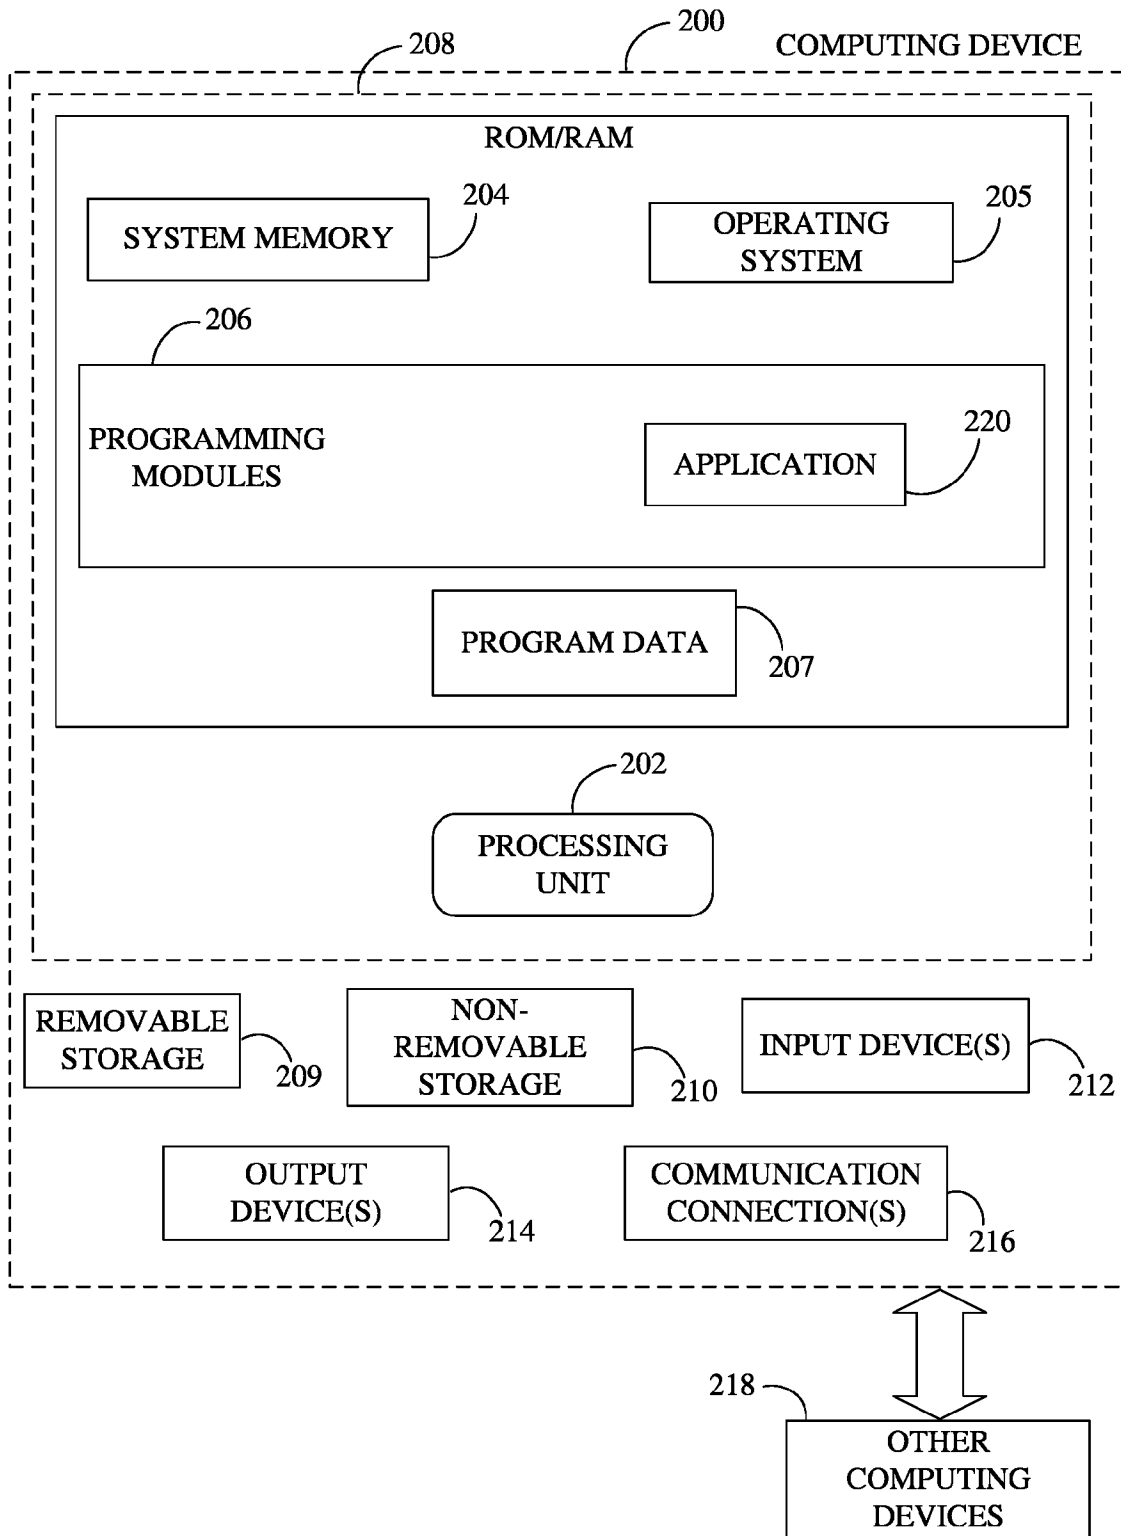 200
208
COMPUTING DEVICE
ROM/RAM
204
205
SYSTEM MEMORY
OPERATING
SYSTEM
206
PROGRAMMING
MODULES
220
APPLICATION
PROGRAM DATA
207
202
PROCESSING
UNIT
REMOVABLE
STORAGE
209
NON-
REMOVABLE
STORAGE
210
INPUT DEVICE(S)
212
OUTPUT
DEVICE(S)
214
COMMUNICATION
CONNECTION(S)
216
218
OTHER
COMPUTING
DEVICES